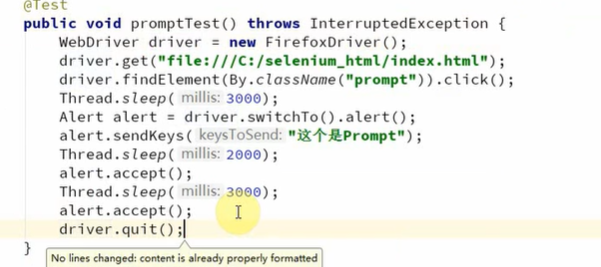 @Test
public void promptTest() throws InterruptedException {
WebDriver driver = new FirefoxDriver();
driver.get("file:///C:/selenium_html/index.html");
driver.findElement(By.className("prompt")).click();
Thread.sleep( millis: 3000);
Alert alert = driver.switchTo().alert();
alert.sendKeys( keysToSend: "这个是Prompt");
Thread.sleep( millis: 2000);
alert.accept();
Thread.sleep( millis: 3000);
alert.accept();
driver.quit();
}
No lines changed: content is already properly formatted